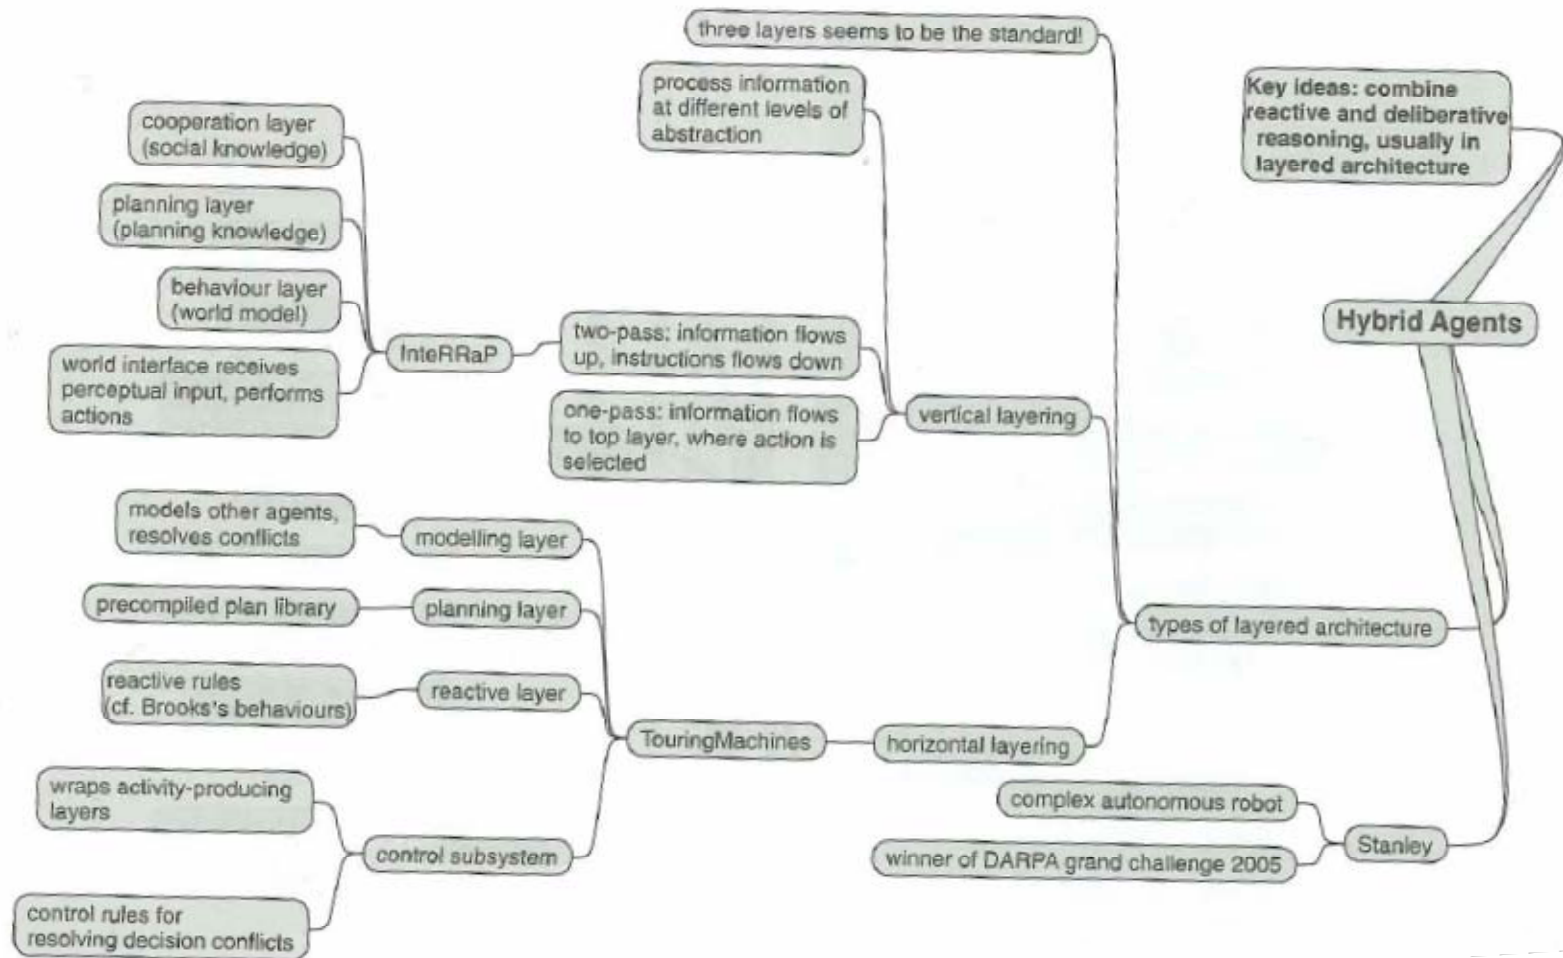 three layers seems to be the standard!
process information
at different levels of
abstraction
Key ideas: combine
reactive and deliberative
reasoning, usually in
layered architecture
cooperation layer
(social knowledge)
planning layer
(planning knowledge)
behaviour layer
(world model)
world interface receives
perceptual input, performs
actions
InteRRaP
two-pass: information flows
up, instructions flows down
one-pass: information flows
to top layer, where action is
selected
vertical layering
Hybrid Agents
models other agents,
resolves conflicts
modelling layer
precompiled plan library
planning layer
reactive rules
(cf. Brooks's behaviours)
reactive layer
types of layered architecture
TouringMachines
horizontal layering
wraps activity-producing
layers
control subsystem
control rules for
resolving decision conflicts
complex autonomous robot
winner of DARPA grand challenge 2005
Stanley